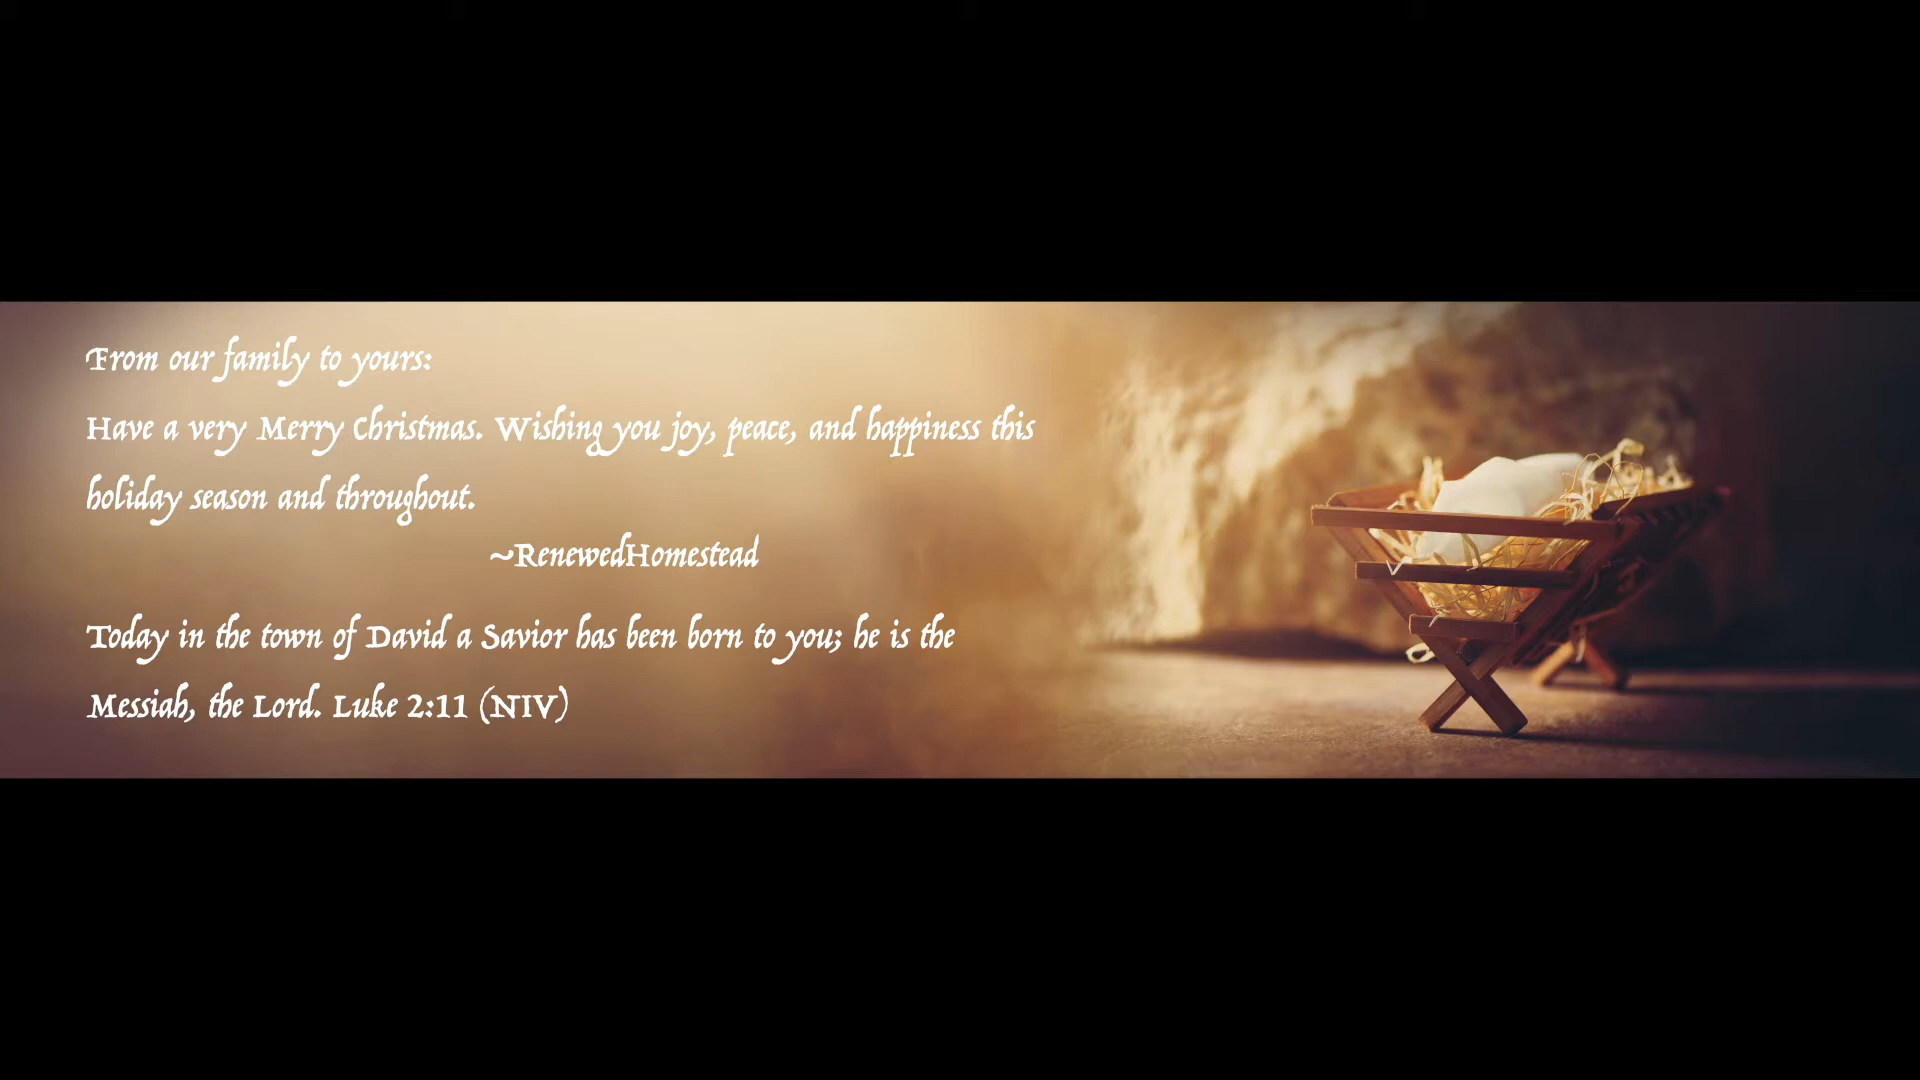 From our family to yours:
Have a very Merry Christmas. Wishing you joy, peace, and happiness this
holiday season and throughout.
~RenewedHomestead
Today in the town of David a Savior has been born to you; he is the
Messiah, the Lord. Luke 2:11 (NIV)